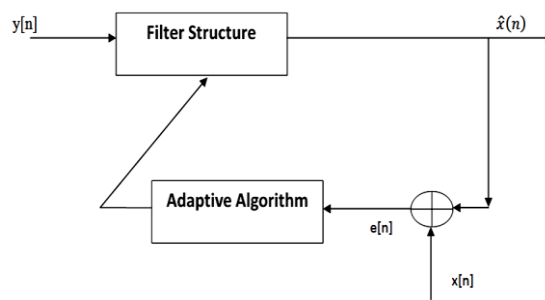 y[n]
Filter Structure
x̂(n)
Adaptive Algorithm
e[n]
x[n]